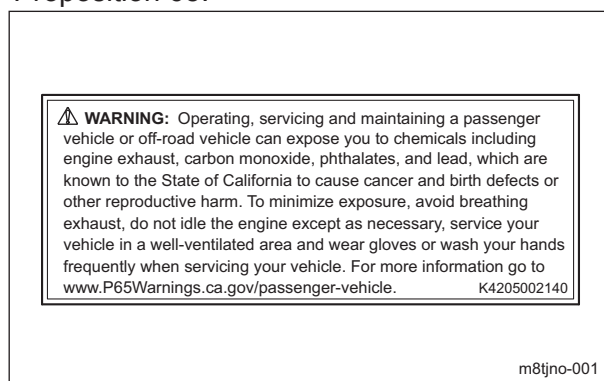 ⚠ WARNING: Operating, servicing and maintaining a passenger
vehicle or off-road vehicle can expose you to chemicals including
engine exhaust, carbon monoxide, phthalates, and lead, which are
known to the State of California to cause cancer and birth defects or
other reproductive harm. To minimize exposure, avoid breathing
exhaust, do not idle the engine except as necessary, service your
vehicle in a well-ventilated area and wear gloves or wash your hands
frequently when servicing your vehicle. For more information go to
www.P65Warnings.ca.gov/passenger-vehicle. K4205002140
m8tjno-001